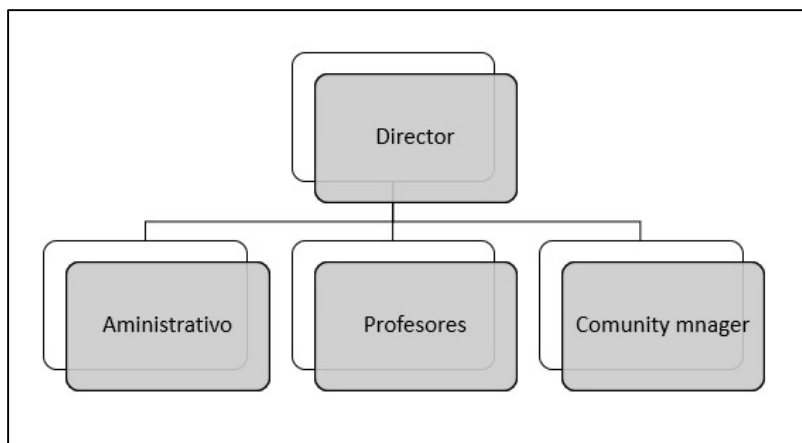 Director
Aministrativo
Profesores
Comunity mnager